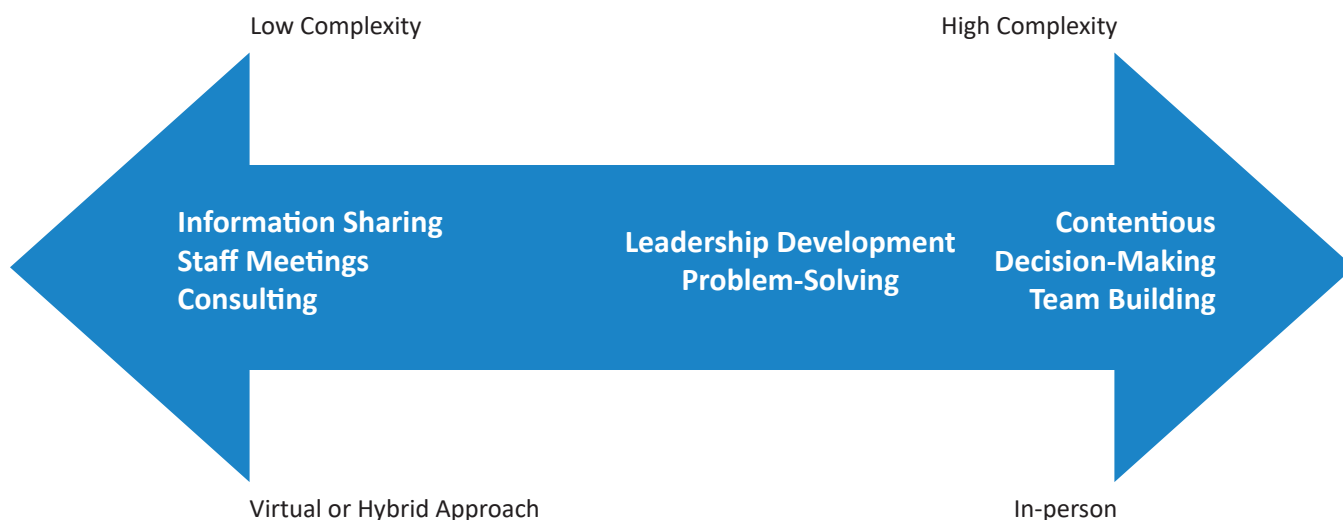 Low Complexity
High Complexity
Information Sharing
Staff Meetings
Consulting
Leadership Development
Problem-Solving
Contentious
Decision-Making
Team Building
Virtual or Hybrid Approach
In-person